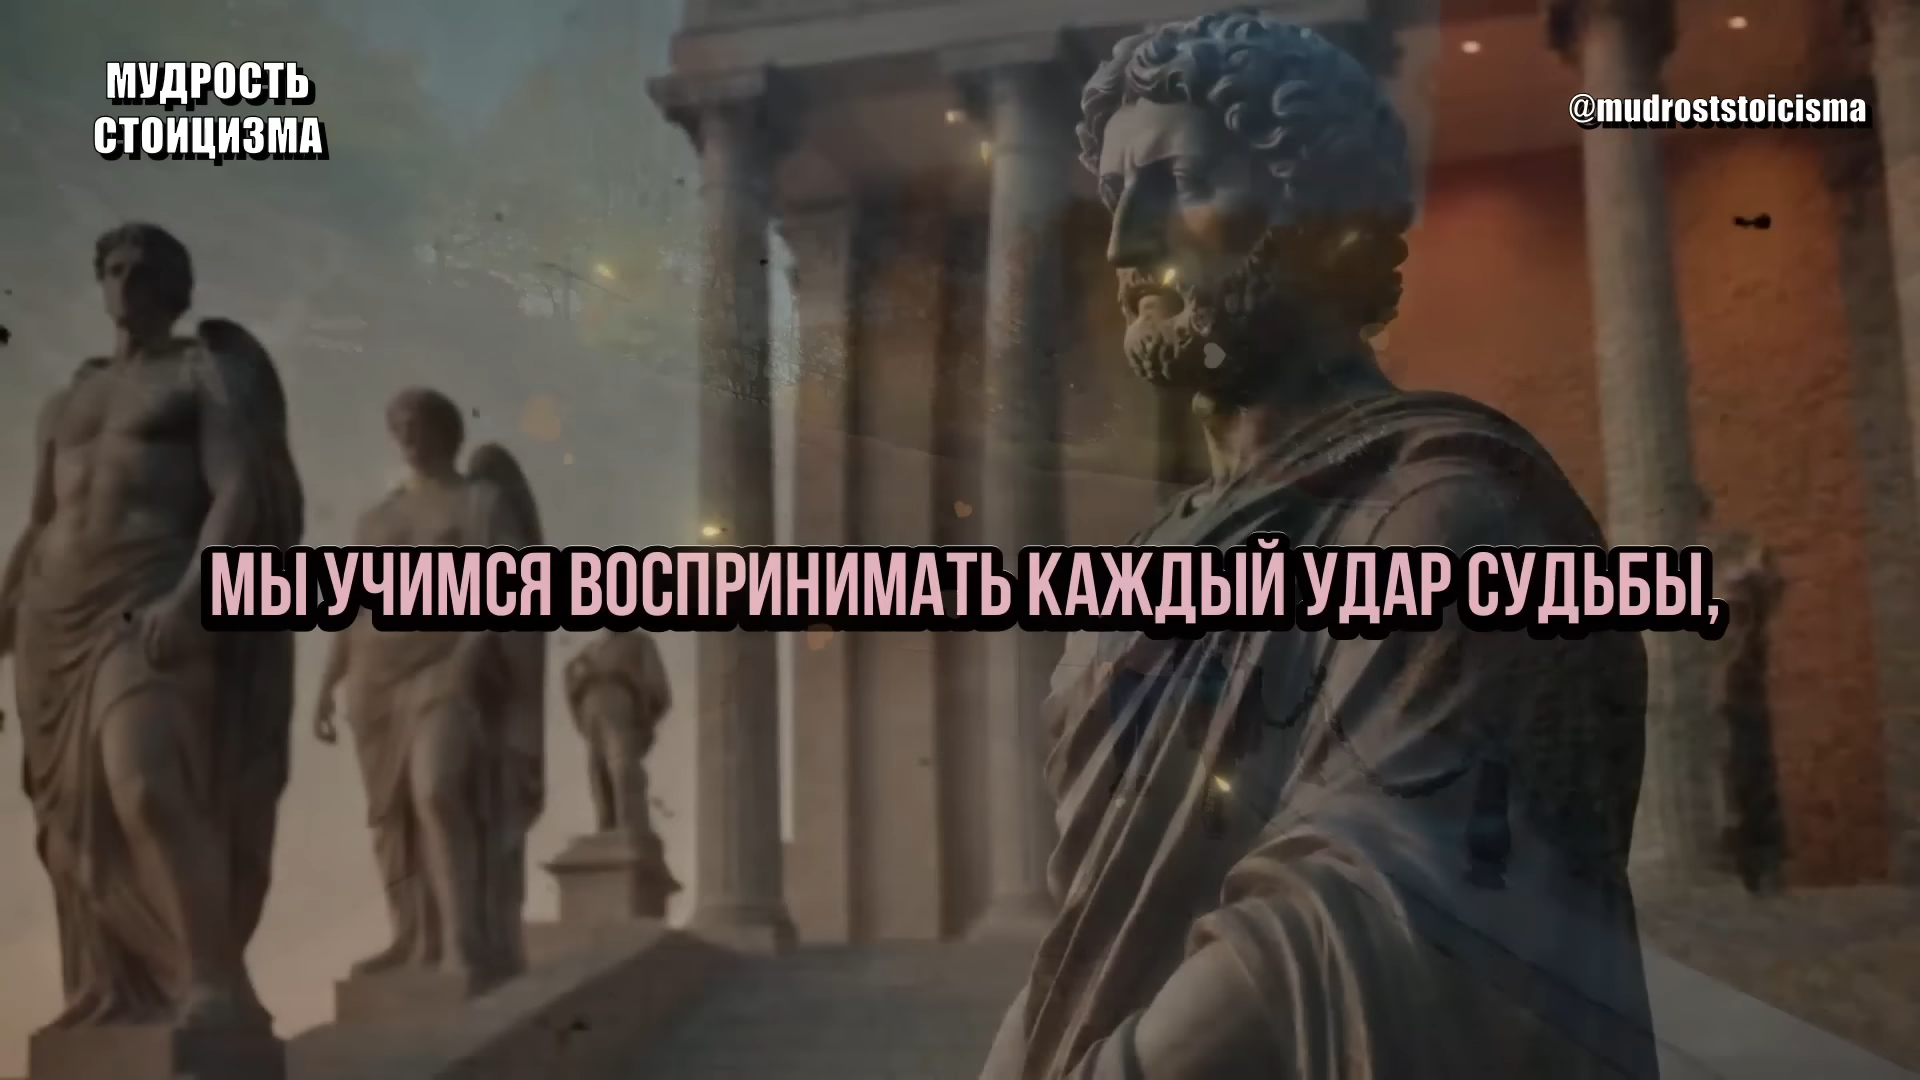 МУДРОСТЬ
СТОИЦИЗМА
@mudroststoicisma
МЫ УЧИМСЯ ВОСПРИНИМАТЬ КАЖДЫЙ УДАР СУДЬБЫ,